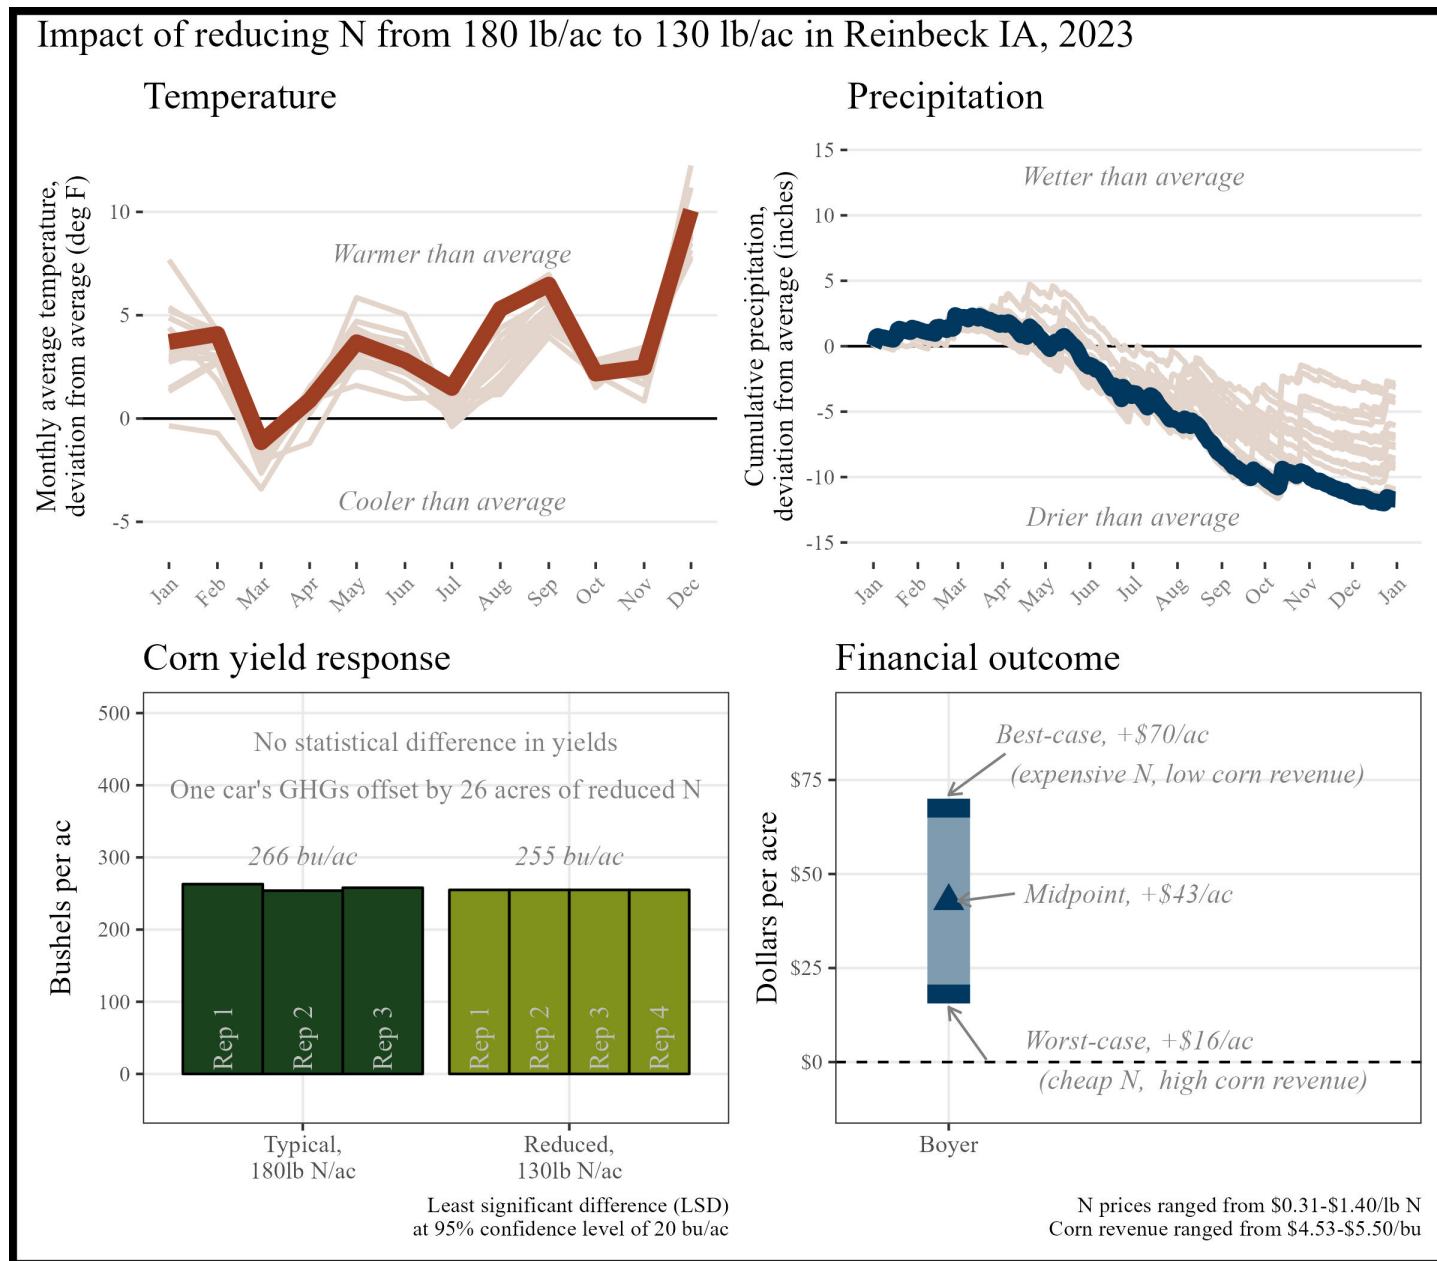 Impact of reducing N from 180 lb/ac to 130 lb/ac in Reinbeck IA, 2023
Temperature
Monthly average temperature,
deviation from average (deg F)
10
5
0
-5
Warmer than average
Cooler than average
Jan
Feb
Mar
Apr
May
Jun
Jul
Aug
Sep
Oct
Nov
Dec
Precipitation
Cumulative precipitation,
deviation from average (inches)
15
10
5
0
-5
-10
-15
Wetter than average
Drier than average
Jan
Feb
Mar
Apr
May
Jun
Jul
Aug
Sep
Oct
Nov
Dec
Jan
Corn yield response
Bushels per ac
500
400
300
200
100
0
No statistical difference in yields
One car's GHGs offset by 26 acres of reduced N
266 bu/ac
255 bu/ac
Rep 1
Rep 2
Rep 3
Rep 1
Rep 2
Rep 3
Rep 4
Typical,
180lb N/ac
Reduced,
130lb N/ac
Least significant difference (LSD)
at 95% confidence level of 20 bu/ac
Financial outcome
Dollars per acre
$75
$50
$25
$0
Best-case, +$70/ac
(expensive N, low corn revenue)
Midpoint, +$43/ac
Worst-case, +$16/ac
(cheap N,  high corn revenue)
Boyer
N prices ranged from $0.31-$1.40/lb N
Corn revenue ranged from $4.53-$5.50/bu